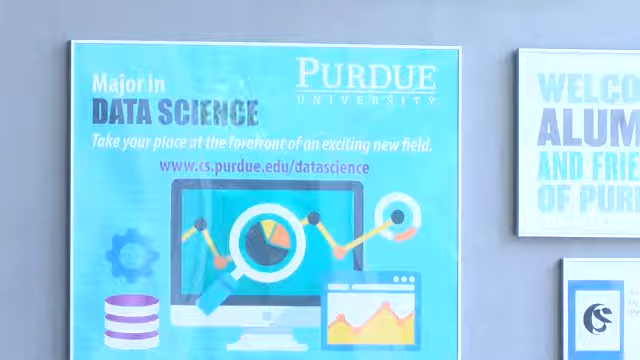 Major in
DATA SCIENCE
PURDUE
UNIVERSITY
Take your place at the forefront of an exciting new field.
www.cs.purdue.edu/datascience
WELCO
ALUM
AND FRIE
OF PUR
CS